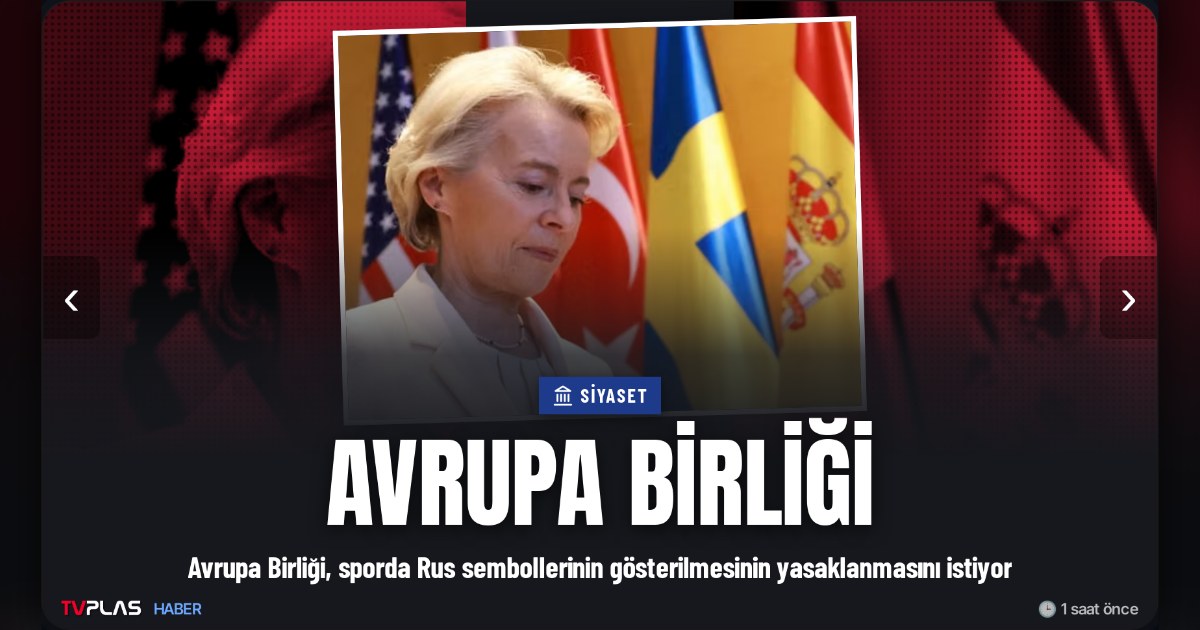 SİYASET
AVRUPA BİRLİĞİ
Avrupa Birliği, sporda Rus sembollerinin gösterilmesinin yasaklanmasını istiyor
TVPLAS HABER
1 saat önce